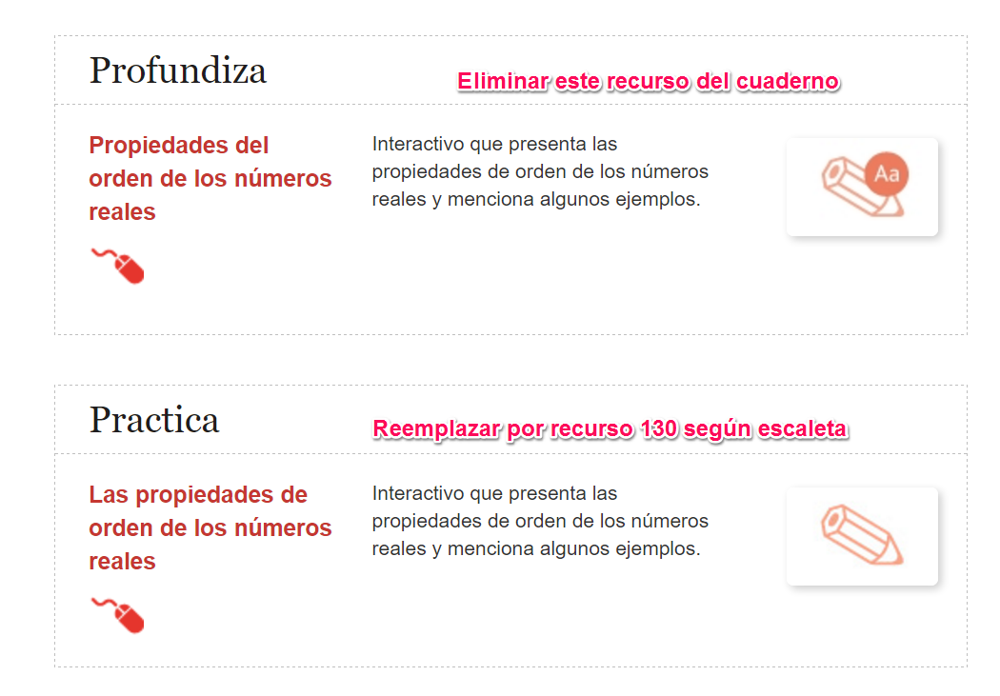 Profundiza
Eliminar este recurso del cuaderno
Propiedades del
orden de los números
reales
Interactivo que presenta las
propiedades de orden de los números
reales y menciona algunos ejemplos.
Aa
Practica
Reemplazar por recurso 130 según escaleta
Las propiedades de
orden de los números
reales
Interactivo que presenta las
propiedades de orden de los números
reales y menciona algunos ejemplos.